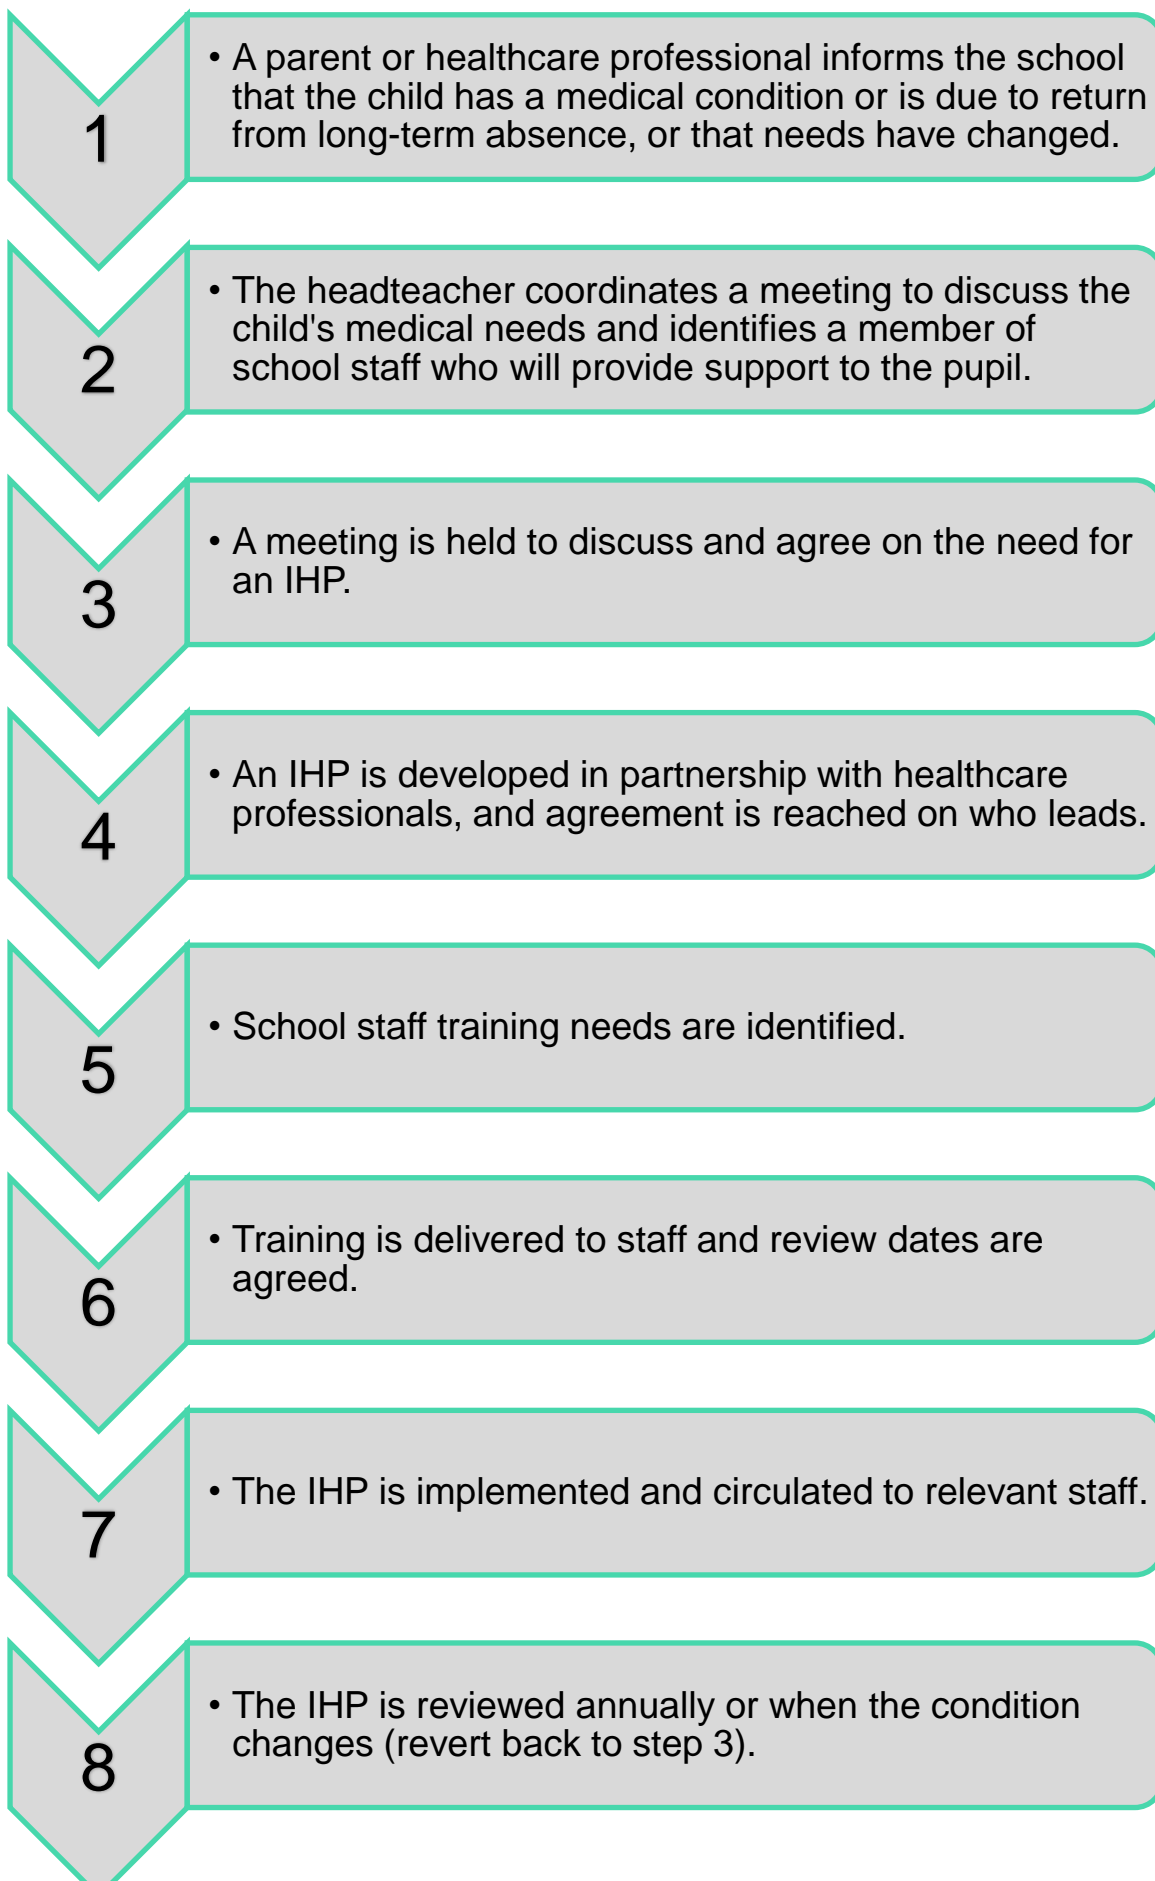 1
• A parent or healthcare professional informs the school
that the child has a medical condition or is due to return
from long-term absence, or that needs have changed.
2
• The headteacher coordinates a meeting to discuss the
child's medical needs and identifies a member of
school staff who will provide support to the pupil.
3
• A meeting is held to discuss and agree on the need for
an IHP.
4
• An IHP is developed in partnership with healthcare
professionals, and agreement is reached on who leads.
5
• School staff training needs are identified.
6
• Training is delivered to staff and review dates are
agreed.
7
• The IHP is implemented and circulated to relevant staff.
8
• The IHP is reviewed annually or when the condition
changes (revert back to step 3).